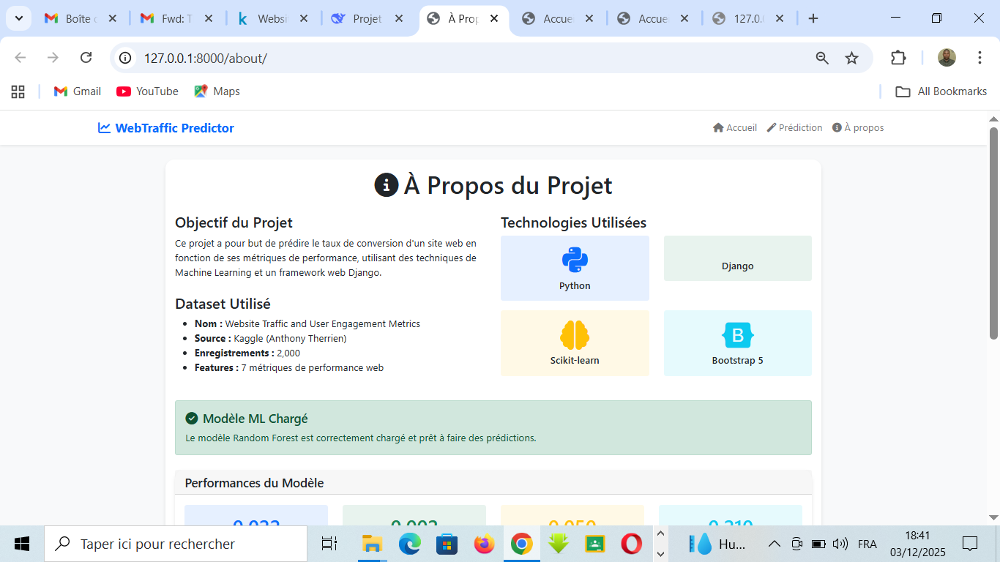 Boîte
Fwd: T
Websi
Projet
À Prop
Accue
Accue
127.0.
127.0.0.1:8000/about/
Gmail
YouTube
Maps
All Bookmarks
WebTraffic Predictor
Accueil
Prédiction
À propos
À Propos du Projet
Objectif du Projet
Ce projet a pour but de prédire le taux de conversion d'un site web en
fonction de ses métriques de performance, utilisant des techniques de
Machine Learning et un framework web Django.
Dataset Utilisé
Nom : Website Traffic and User Engagement Metrics
Source : Kaggle (Anthony Therrien)
Enregistrements : 2,000
Features : 7 métriques de performance web
Technologies Utilisées
Python
Django
Scikit-learn
B
Bootstrap 5
Modèle ML Chargé
Le modèle Random Forest est correctement chargé et prêt à faire des prédictions.
Performances du Modèle
Taper ici pour rechercher
Hu...
FRA
18:41
03/12/2025